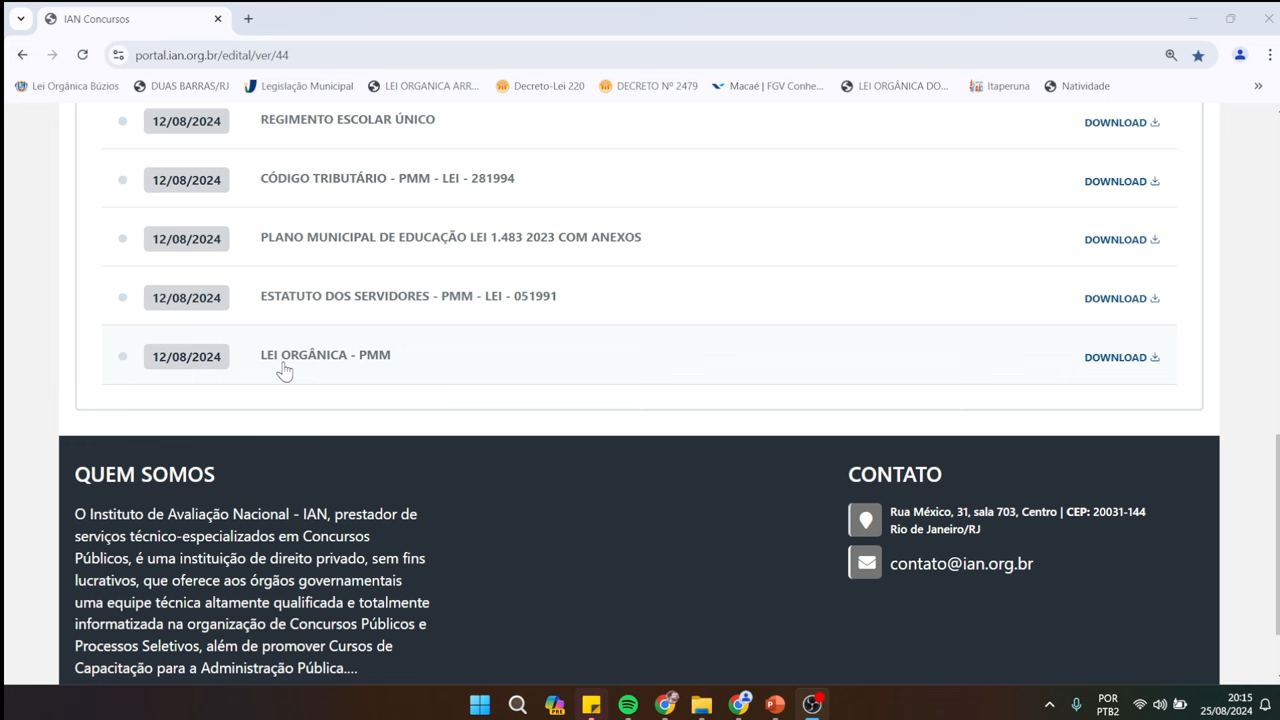 IAN Concursos
portal.ian.org.br/edital/ver/44
Lei Orgânica Búzios
DUAS BARRAS/RJ
Legislação Municipal
LEI ORGANICA ARR...
Decreto-Lei 220
DECRETO Nº 2479
Macaé | FGV Conhe...
LEI ORGÂNICA DO...
Itaperuna
Natividade
12/08/2024 REGIMENTO ESCOLAR ÚNICO DOWNLOAD
12/08/2024 CÓDIGO TRIBUTÁRIO - PMM - LEI - 281994 DOWNLOAD
12/08/2024 PLANO MUNICIPAL DE EDUCAÇÃO LEI 1.483 2023 COM ANEXOS DOWNLOAD
12/08/2024 ESTATUTO DOS SERVIDORES - PMM - LEI - 051991 DOWNLOAD
12/08/2024 LEI ORGÂNICA - PMM DOWNLOAD
QUEM SOMOS
O Instituto de Avaliação Nacional - IAN, prestador de
serviços técnico-especializados em Concursos
Públicos, é uma instituição de direito privado, sem fins
lucrativos, que oferece aos órgãos governamentais
uma equipe técnica altamente qualificada e totalmente
informatizada na organização de Concursos Públicos e
Processos Seletivos, além de promover Cursos de
Capacitação para a Administração Pública....
CONTATO
Rua México, 31, sala 703, Centro | CEP: 20031-144
Rio de Janeiro/RJ
contato@ian.org.br
PRE
POR
PTB2
20:15
25/08/2024